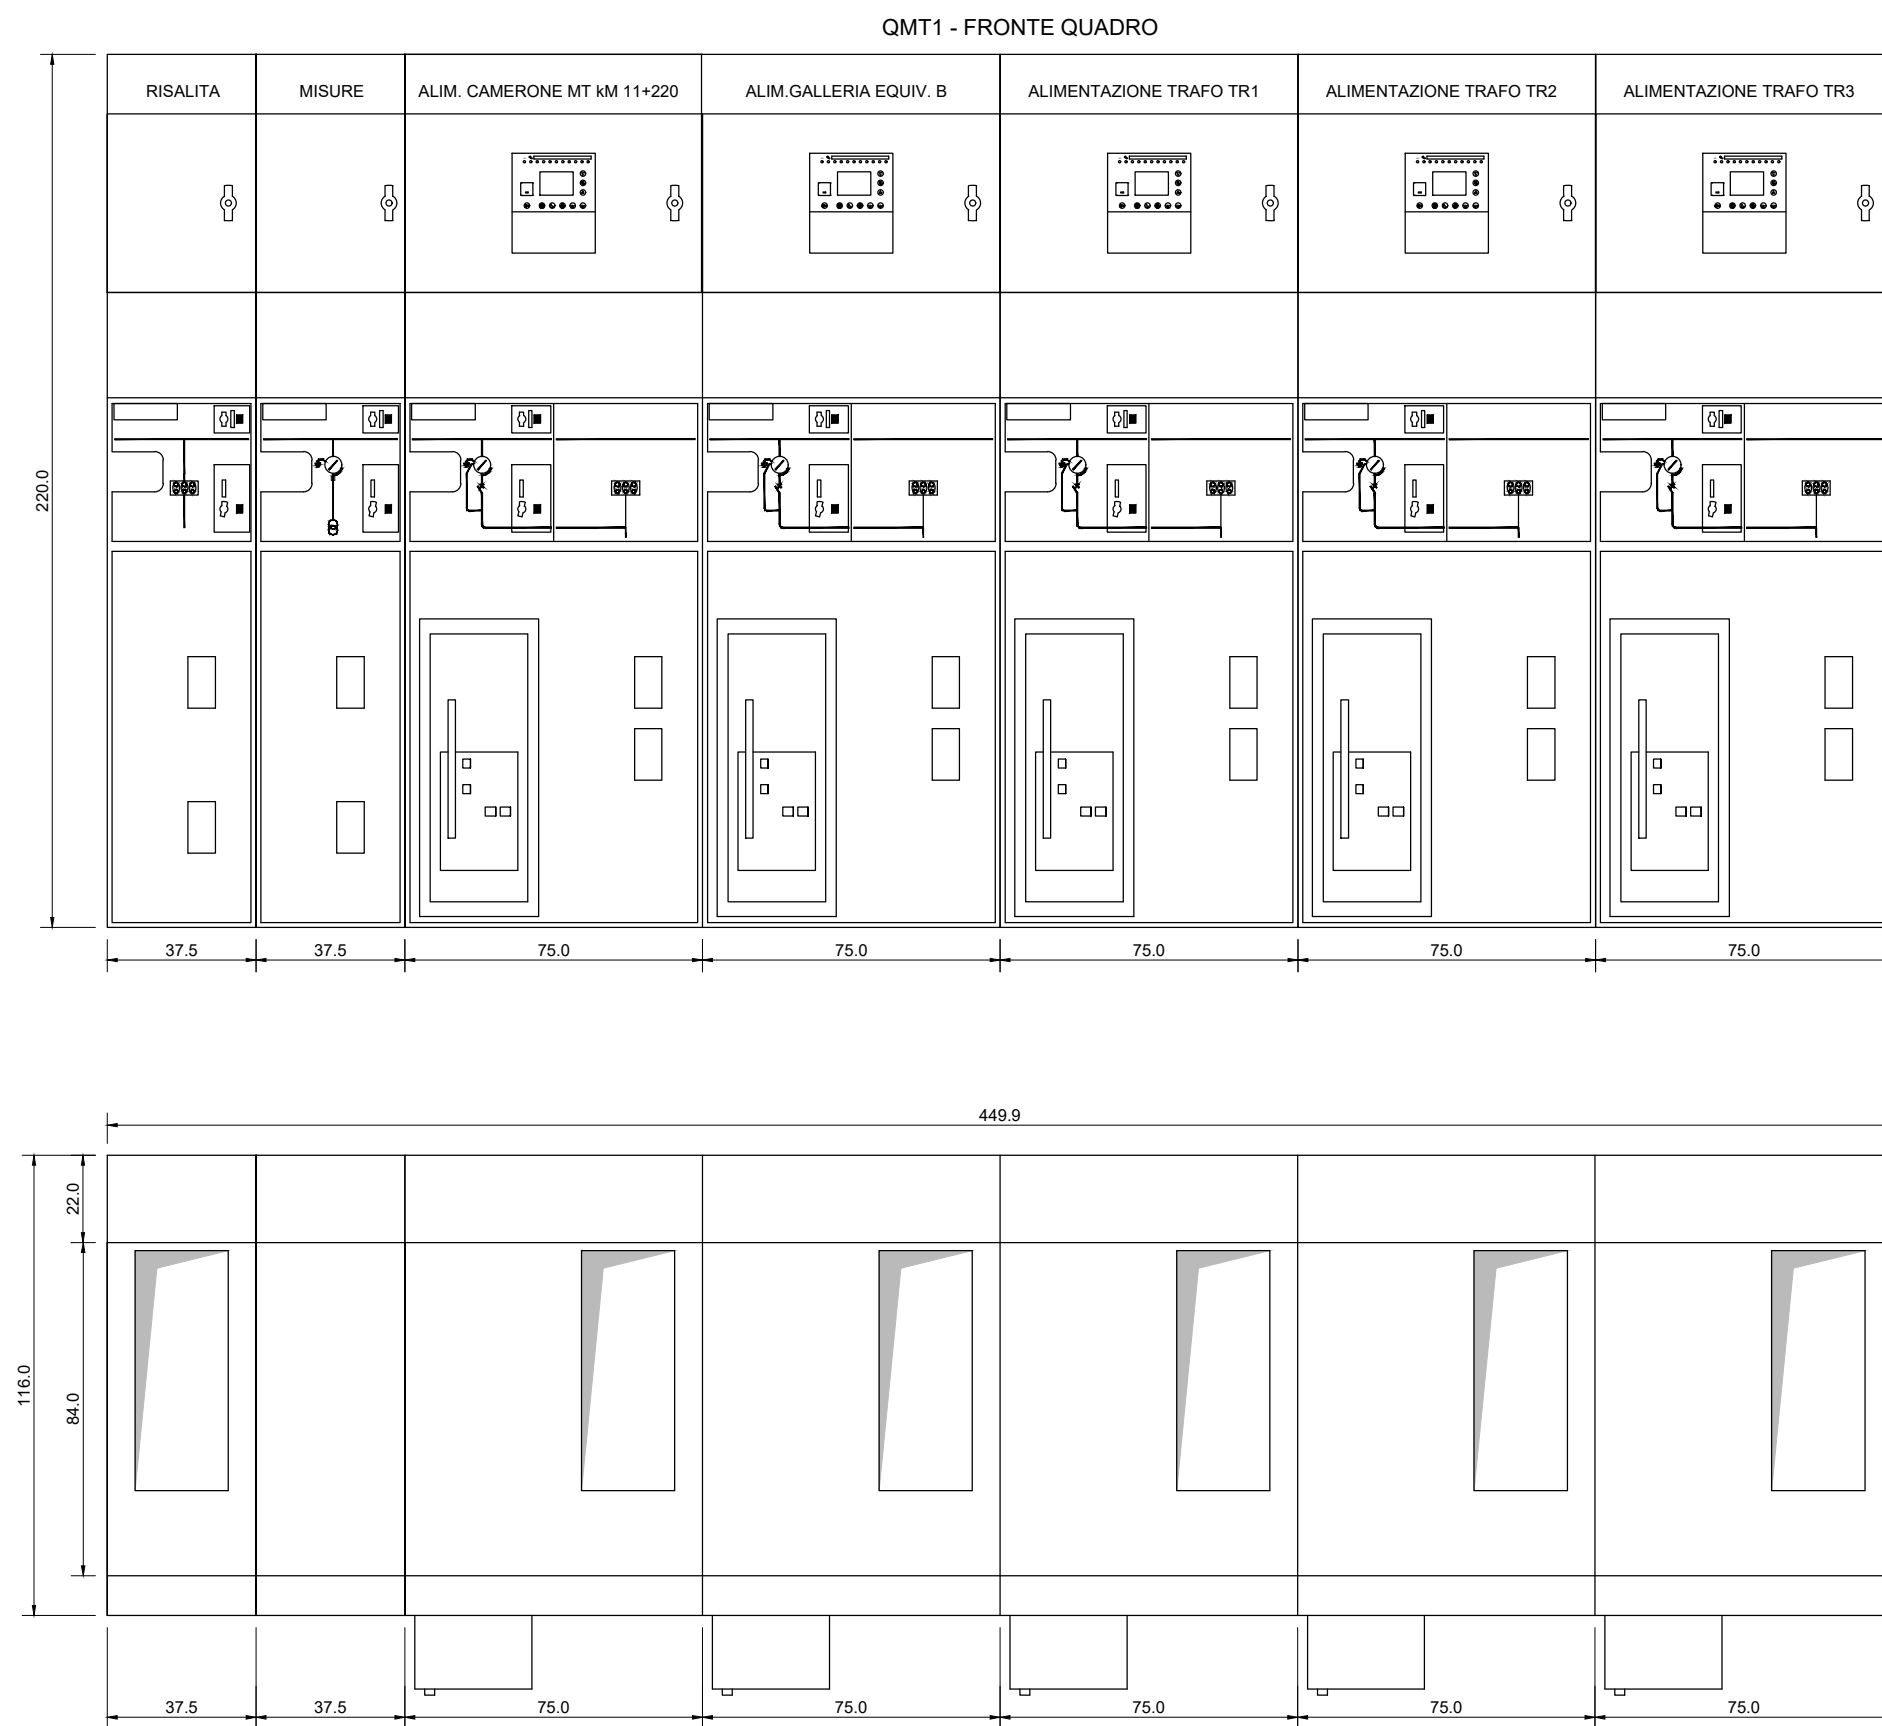 QMT1 - FRONTE QUADRO
RISALITA
MISURE
ALIM. CAMERONE MT kM 11+220
ALIM.GALLERIA EQUIV. B
ALIMENTAZIONE TRAFO TR1
ALIMENTAZIONE TRAFO TR2
ALIMENTAZIONE TRAFO TR3
220.0
37.5
37.5
75.0
75.0
75.0
75.0
75.0
449.9
22.0
116.0
84.0
37.5
37.5
75.0
75.0
75.0
75.0
75.0